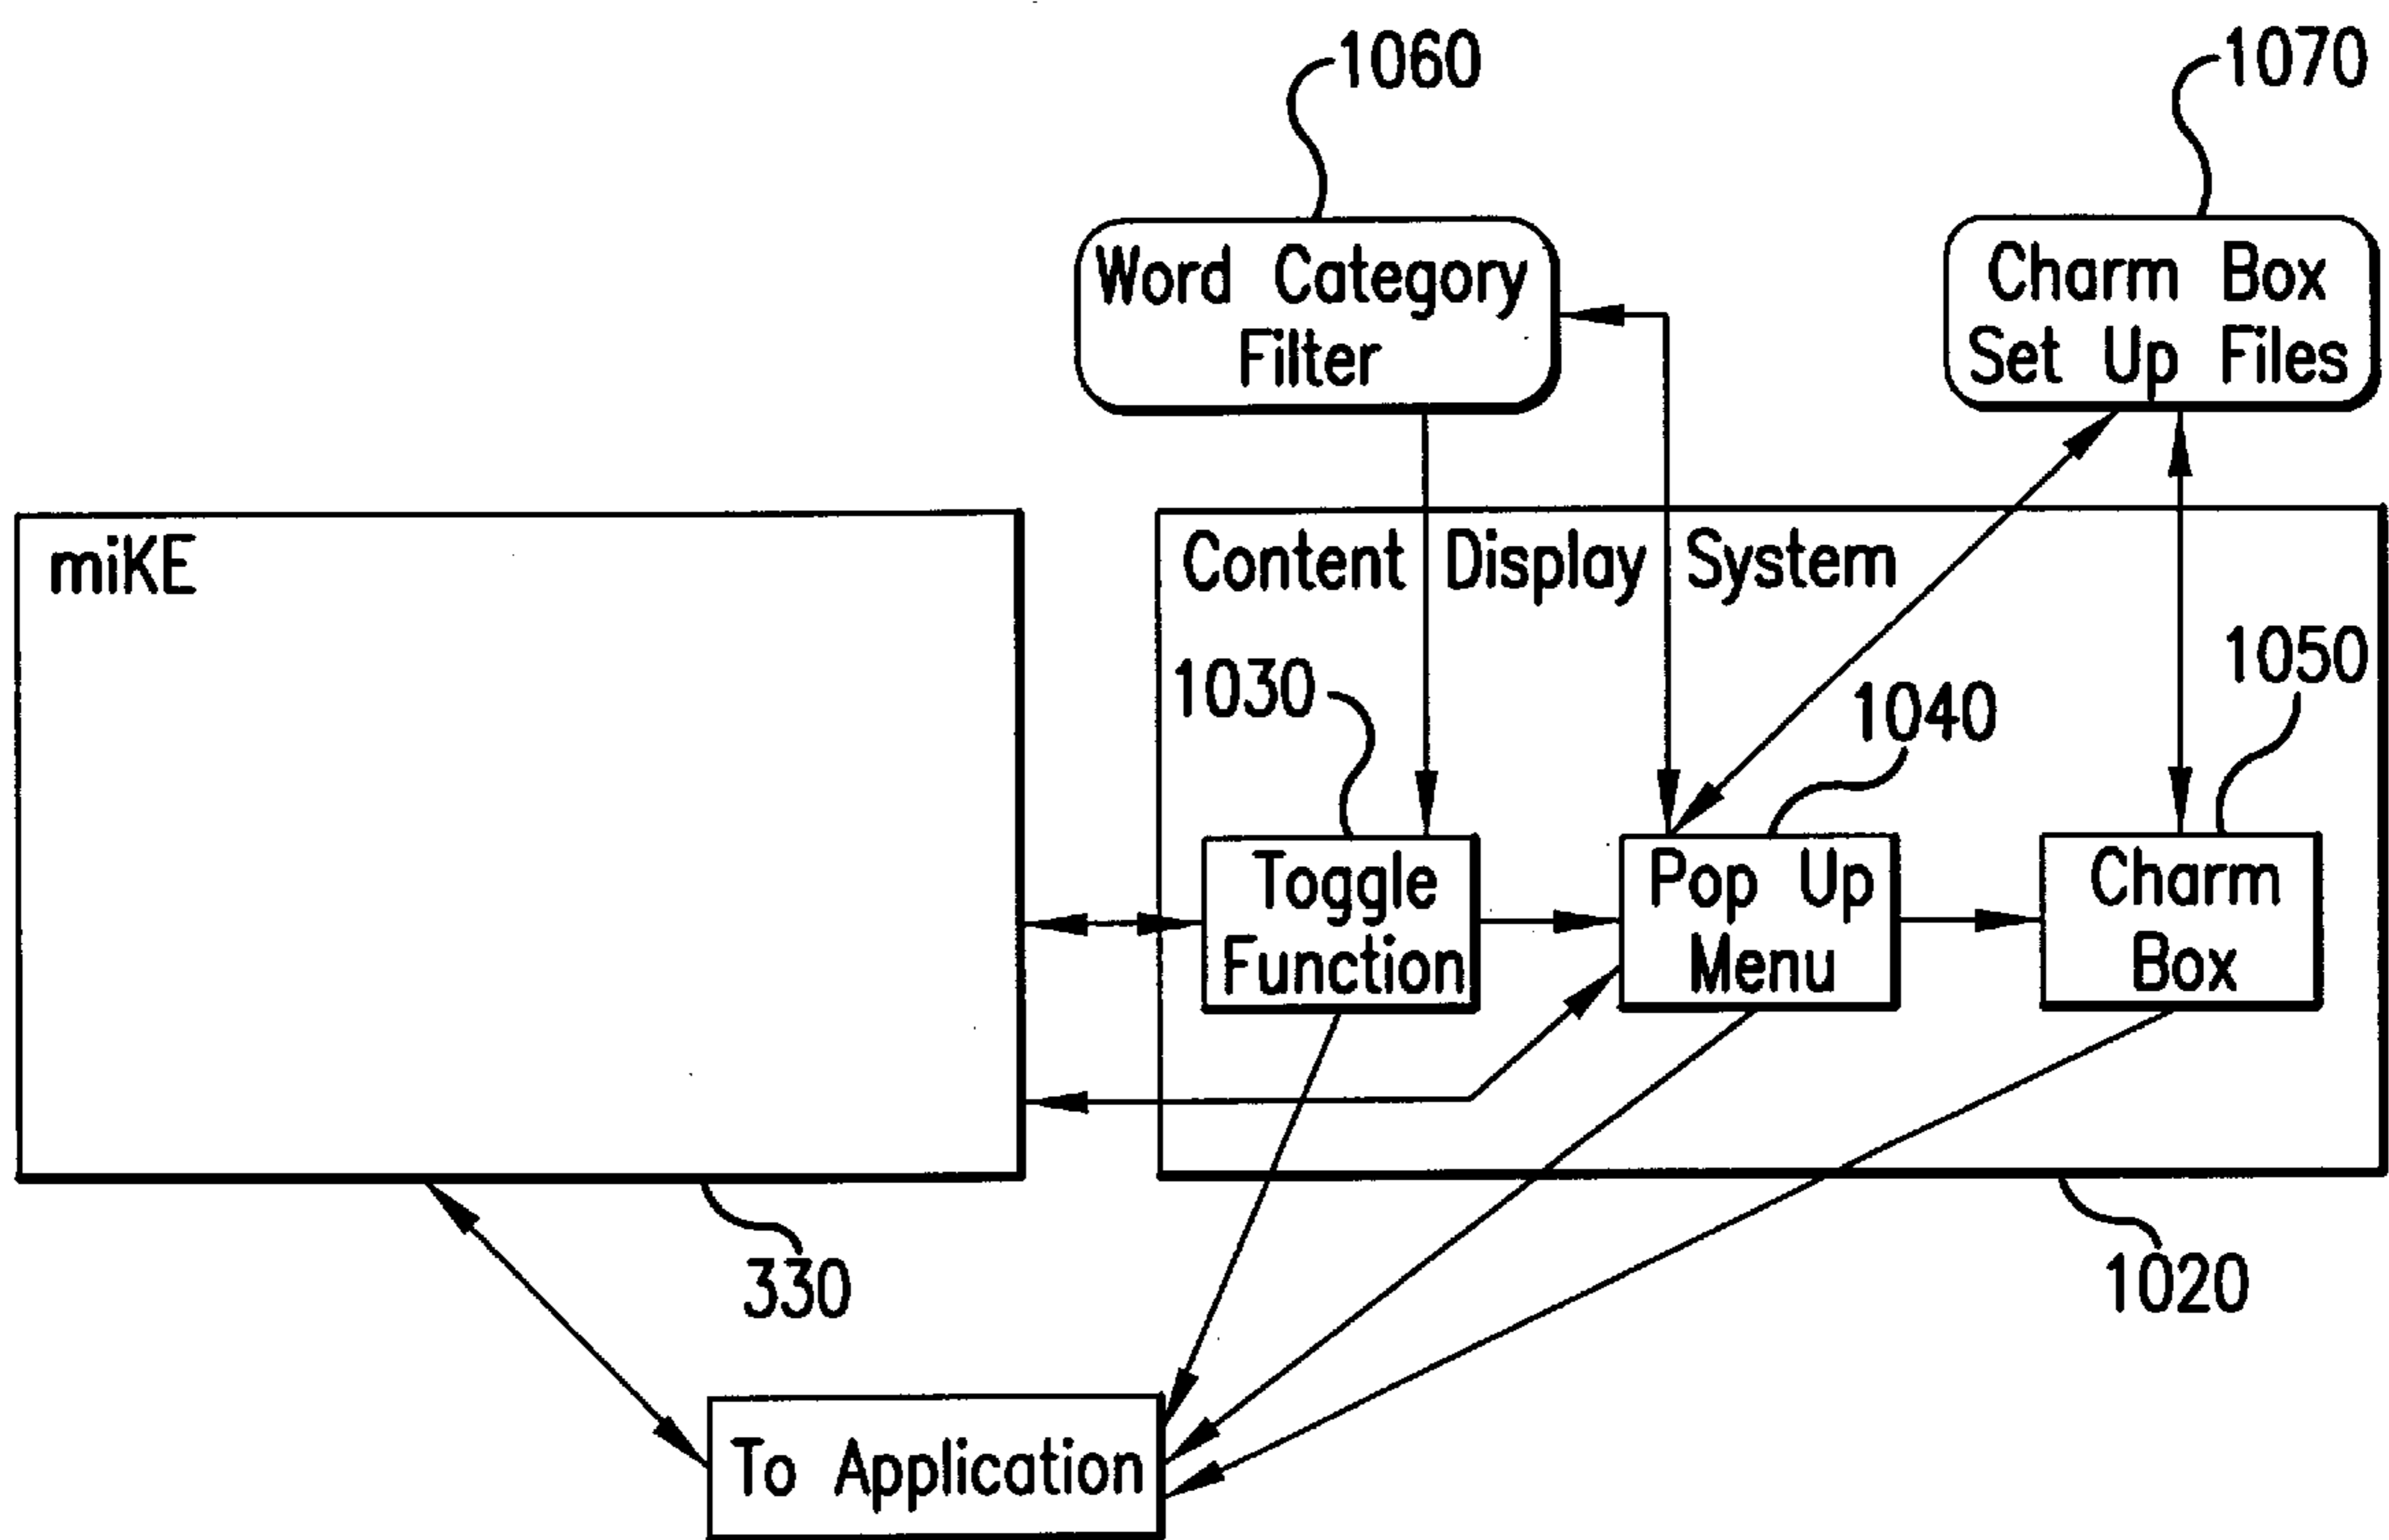 1060
1070
Word Category
Filter
Charm Box
Set Up Files
miKE
Content Display System
1030
1040
1050
Toggle
Function
Pop Up
Menu
Charm
Box
330
1020
To Application